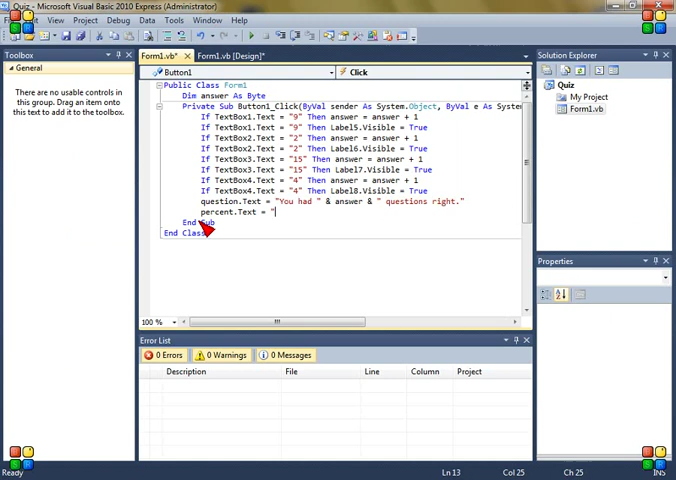 Quiz - Microsoft Visual Basic 2010 Express (Administrator)
View Project Debug Data Tools Window Help
Toolbox
General
There are no usable controls in
this group. Drag an item onto
this text to add it to the toolbox.
Form1.vb*
Form1.vb [Design]*
Button1
Click
Public Class Form1
Dim answer As Byte
Private Sub Button1_Click(ByVal sender As System.Object, ByVal e As System
If TextBox1.Text = "9" Then answer = answer + 1
If TextBox1.Text = "9" Then Label5.Visible = True
If TextBox2.Text = "2" Then answer = answer + 1
If TextBox2.Text = "2" Then Label6.Visible = True
If TextBox3.Text = "15" Then answer = answer + 1
If TextBox3.Text = "15" Then Label7.Visible = True
If TextBox4.Text = "4" Then answer = answer + 1
If TextBox4.Text = "4" Then Label8.Visible = True
question.Text = "You had " & answer & " questions right."
percent.Text = "
End Sub
End Class
100 %
Solution Explorer
Quiz
My Project
Form1.vb
Properties
Error List
0 Errors
0 Warnings
0 Messages
Description
File
Line
Column
Project
Ready
Ln 13
Col 25
Ch 25
INS